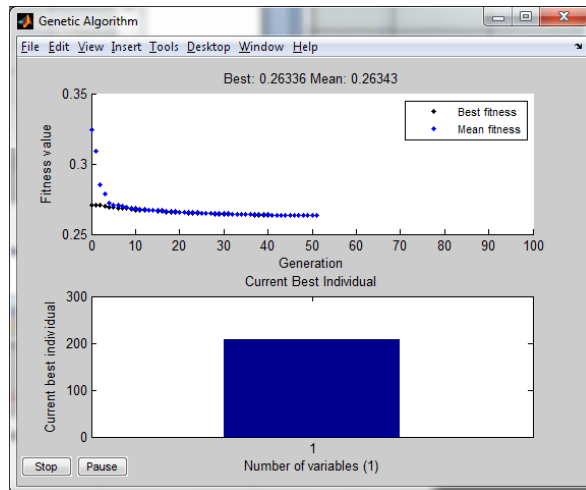 Genetic Algorithm
File Edit View Insert Tools Desktop Window Help
Best: 0.26336 Mean: 0.26343
0.35
0.3
0.25
Fitness value
Best fitness
Mean fitness
0 10 20 30 40 50 60 70 80 90 100
Generation
Current Best Individual
300
200
100
0
Current best individual
1
Number of variables (1)
Stop Pause